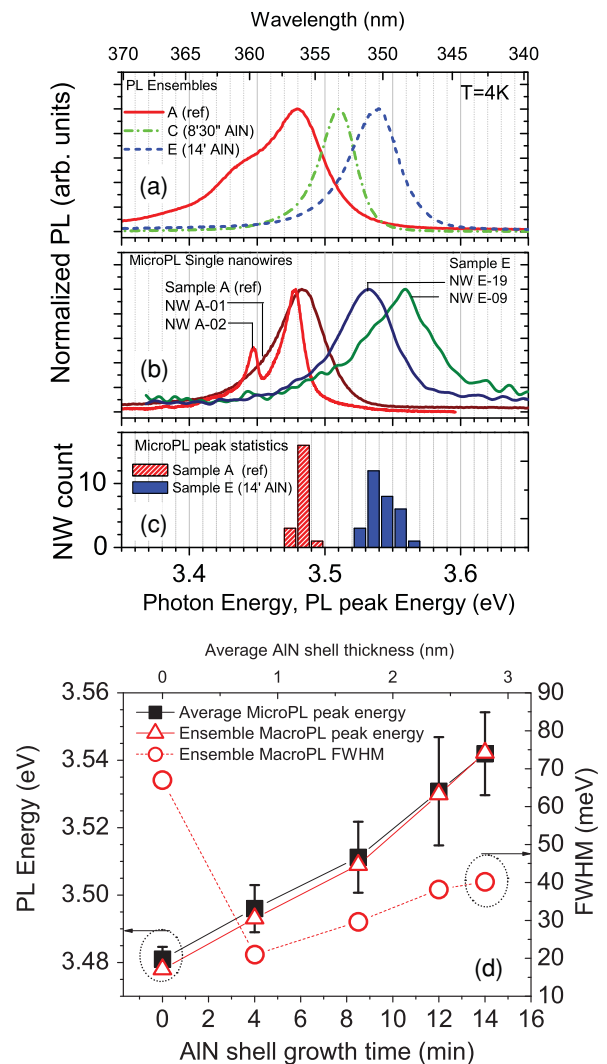 Wavelength (nm)
370 365 360 355 350 345 340
PL Ensembles
T=4K
A (ref)
C (8'30" AlN)
E (14' AlN)
(a)
Normalized PL (arb. units)
MicroPL Single nanowires
Sample A (ref)
NW A-01
NW A-02
Sample E
NW E-19
NW E-09
(b)
MicroPL peak statistics
Sample A (ref)
Sample E (14' AlN)
(c)
NW count
10
0
3.4 3.5 3.6
Photon Energy, PL peak Energy (eV)
Average AlN shell thickness (nm)
0 1 2 3
Average MicroPL peak energy
Ensemble MacroPL peak energy
Ensemble MacroPL FWHM
PL Energy (eV)
3.56
3.54
3.52
3.50
3.48
FWHM (meV)
90
80
70
60
50
40
30
20
10
(d)
0 2 4 6 8 10 12 14 16
AlN shell growth time (min)